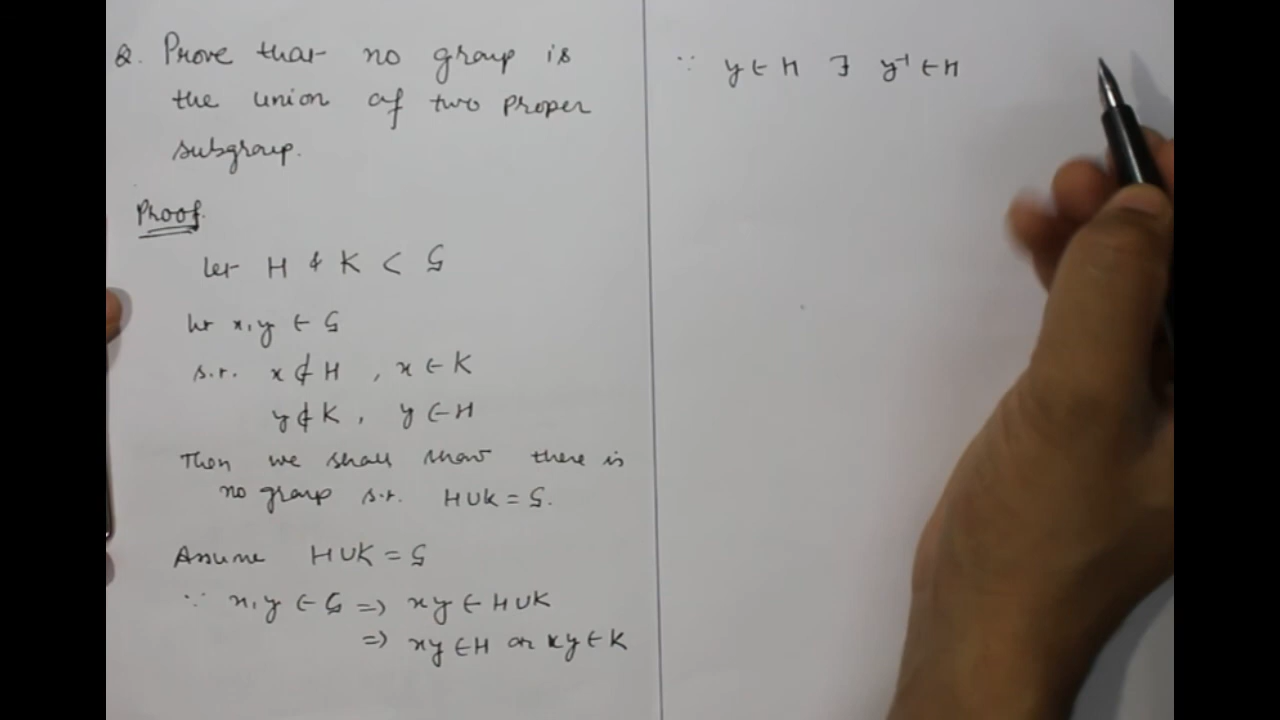 Q. Prove that no group is
the union of two proper
subgroup.
Proof.
Let H & K < G
let x, y ∈ G
s.t. x ∉ H , x ∈ K
y ∉ K , y ∈ H
Then we shall show there is
no group s.t. H∪K = G.
Assume H∪K = G
∵ x, y ∈ G => xy ∈ H∪K
=> xy ∈ H or xy ∈ K
∵ y ∈ H ∃ y⁻¹ ∈ H